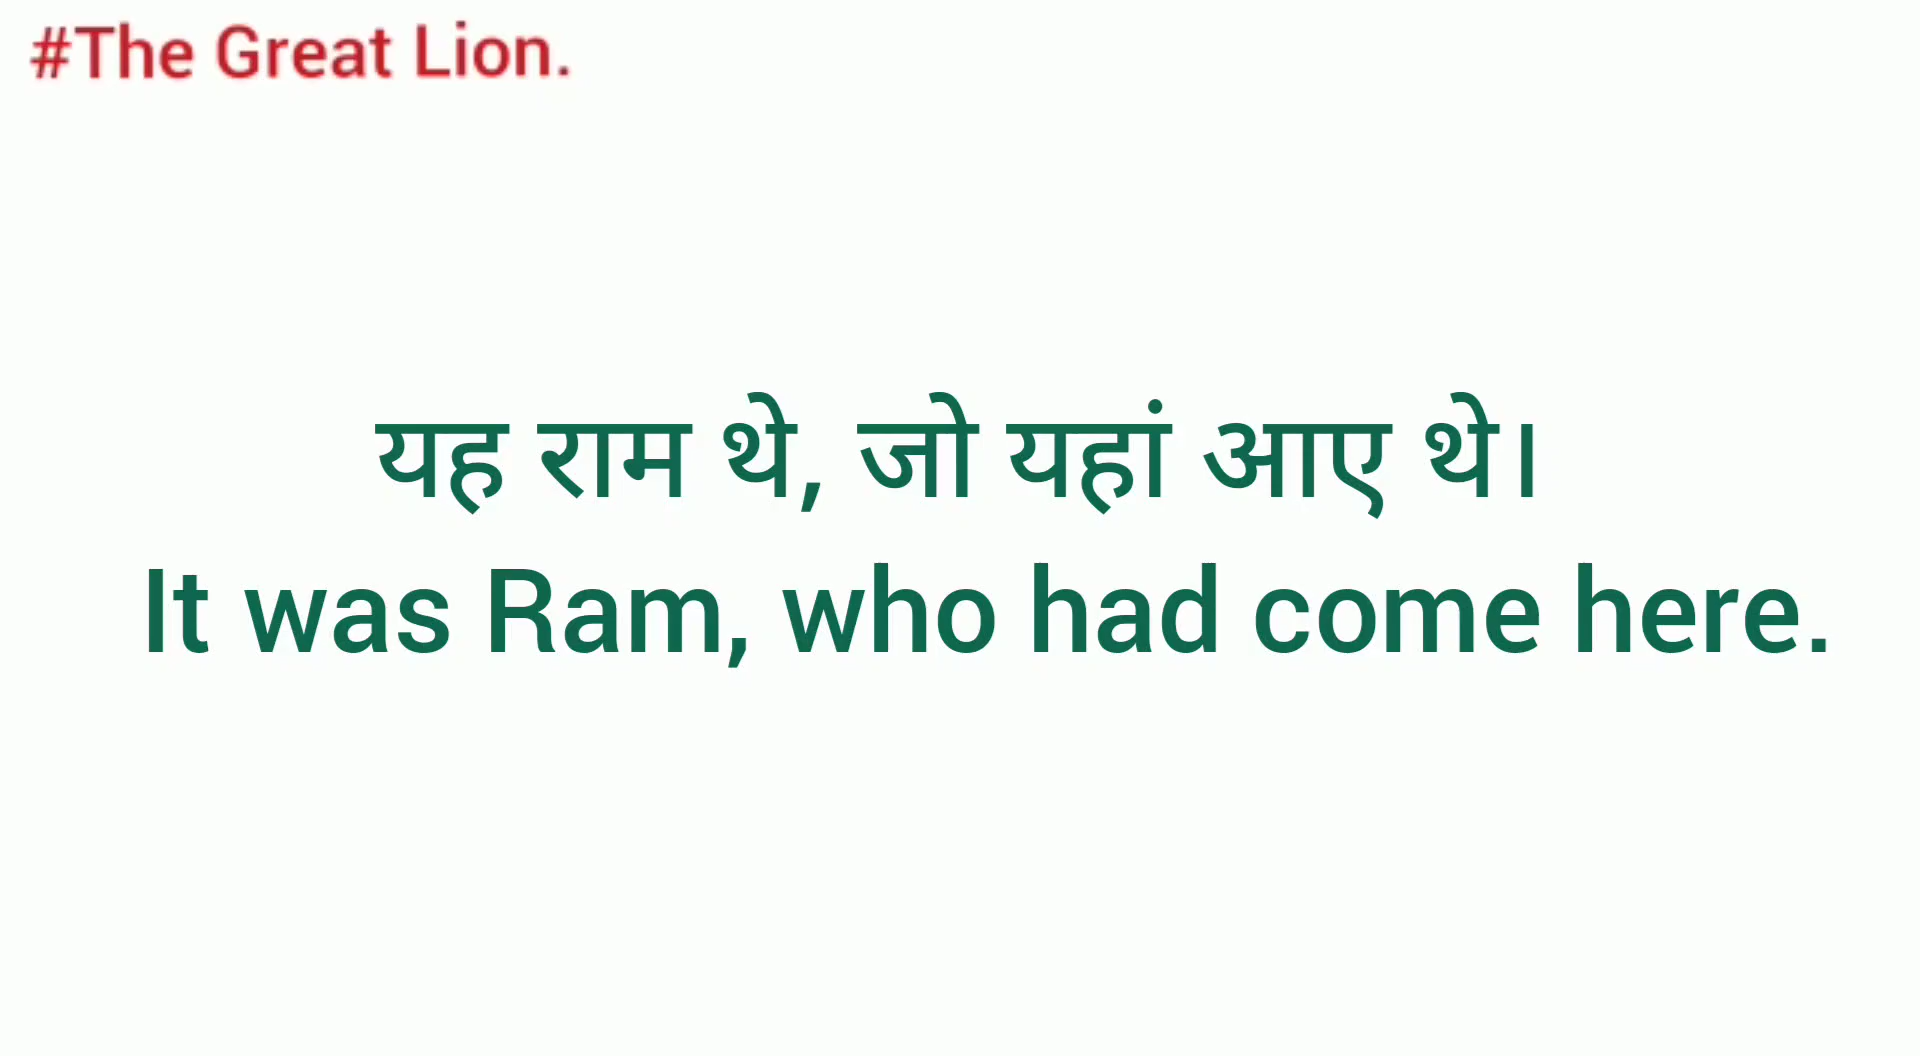 #The Great Lion.
यह राम थे, जो यहां आए थे।
It was Ram, who had come here.